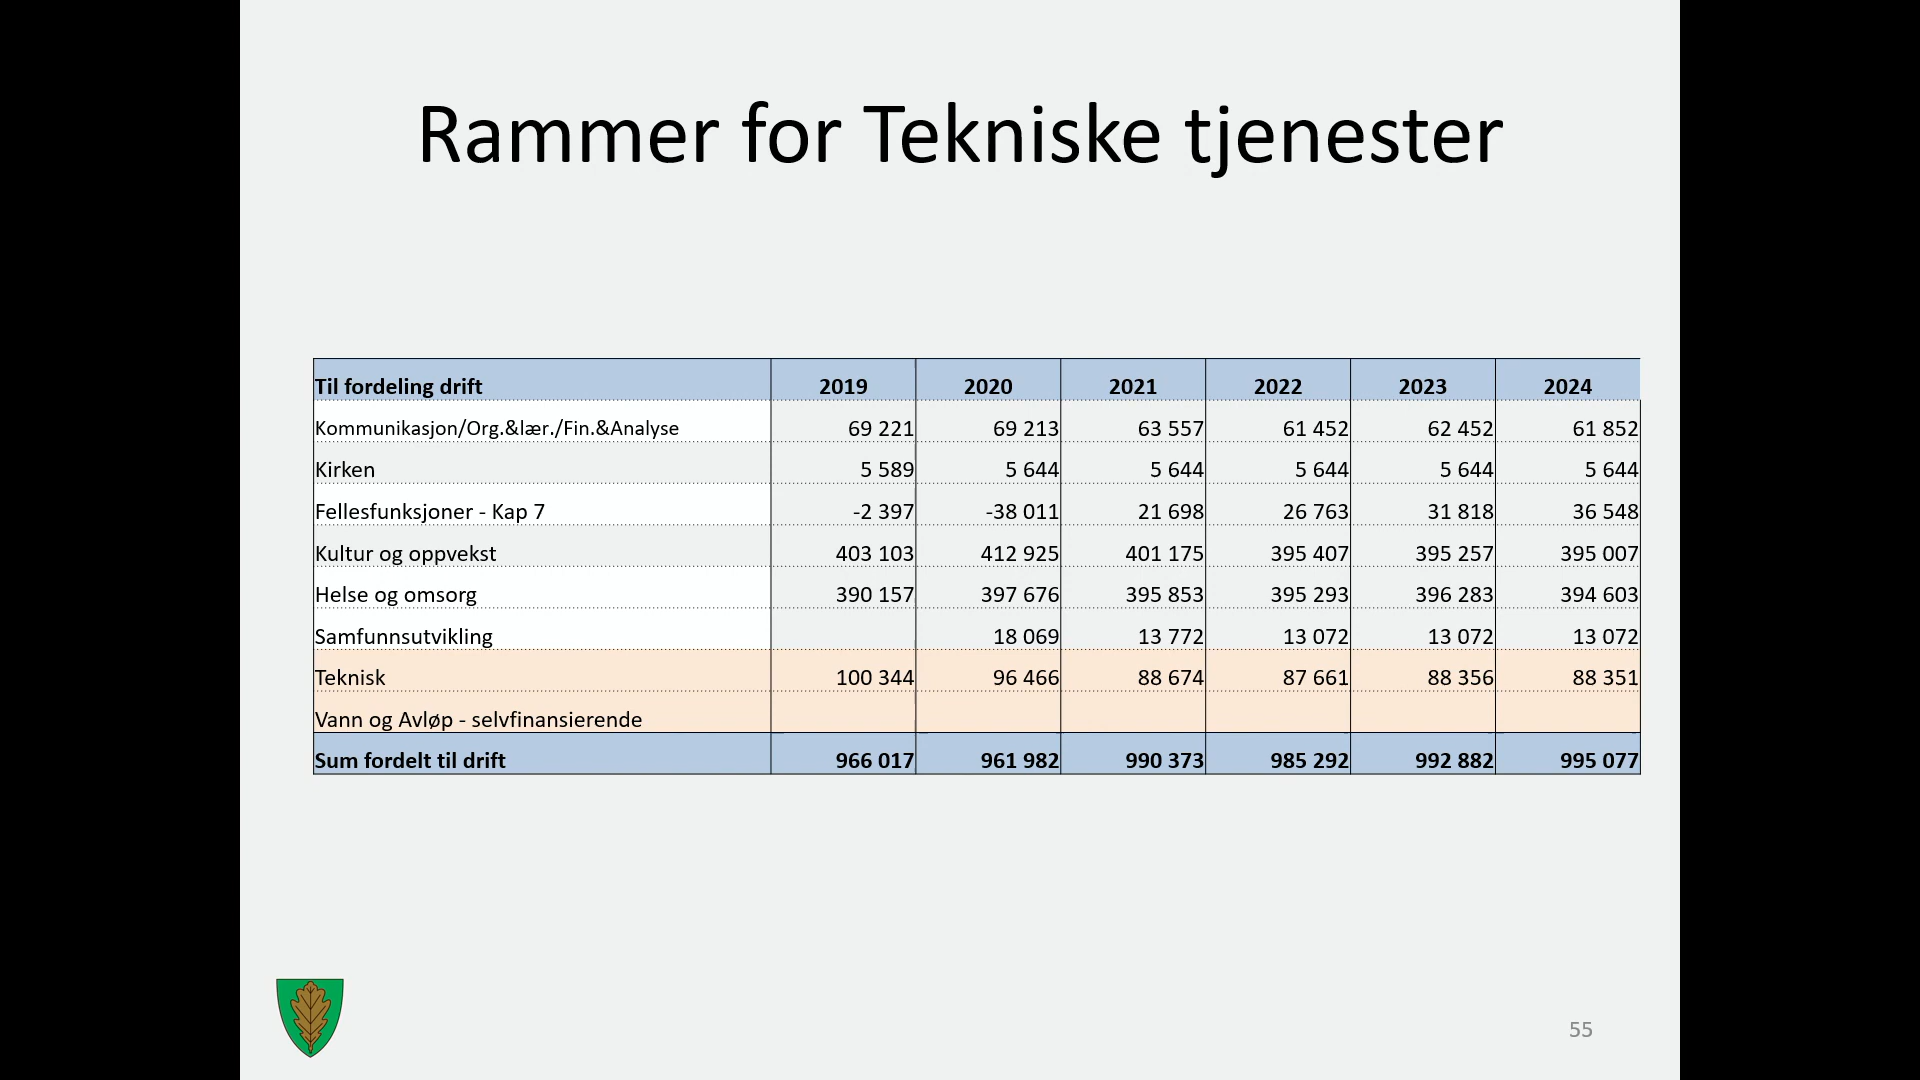 Rammer for Tekniske tjenester
Til fordeling drift 2019 2020 2021 2022 2023 2024
Kommunikasjon/Org.&lær./Fin.&Analyse 69 221 69 213 63 557 61 452 62 452 61 852
Kirken 5 589 5 644 5 644 5 644 5 644 5 644
Fellesfunksjoner - Kap 7 -2 397 -38 011 21 698 26 763 31 818 36 548
Kultur og oppvekst 403 103 412 925 401 175 395 407 395 257 395 007
Helse og omsorg 390 157 397 676 395 853 395 293 396 283 394 603
Samfunnsutvikling 18 069 13 772 13 072 13 072 13 072
Teknisk 100 344 96 466 88 674 87 661 88 356 88 351
Vann og Avløp - selvfinansierende
Sum fordelt til drift 966 017 961 982 990 373 985 292 992 882 995 077
55